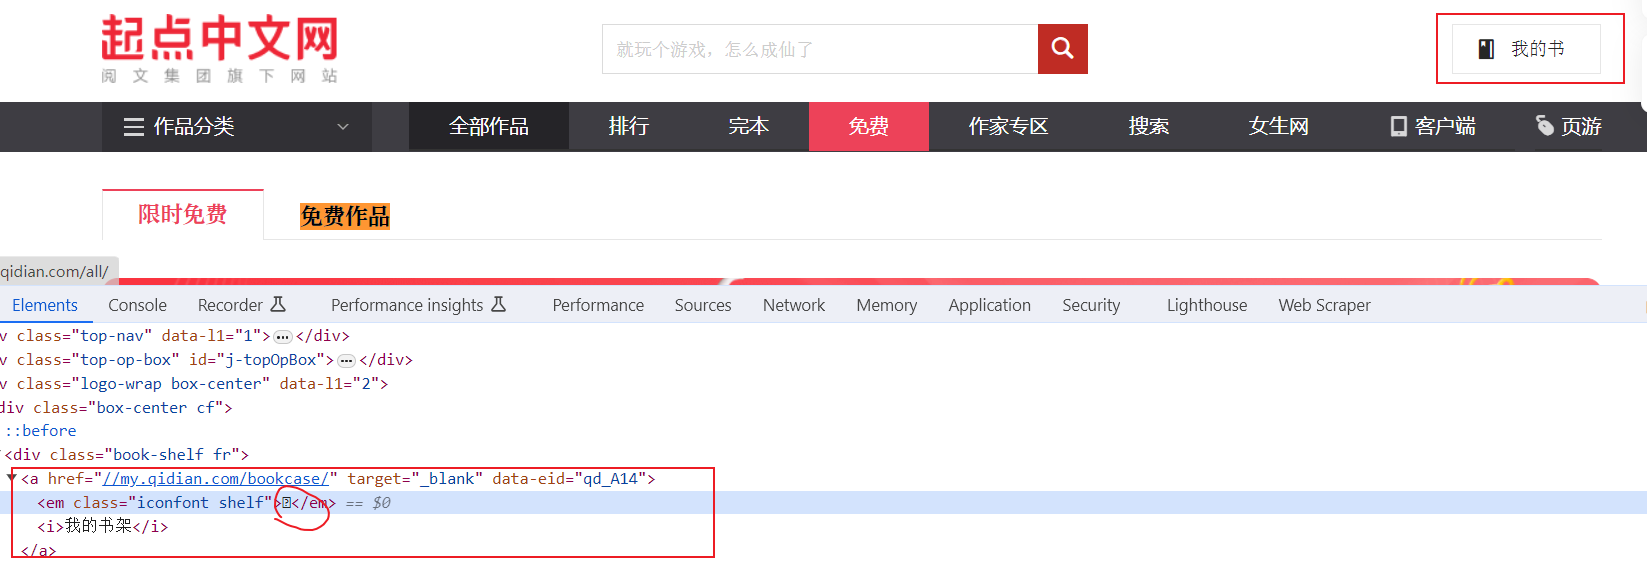 起点中文网
阅文集团旗下网站
就玩个游戏，怎么成仙了
我的书
作品分类
全部作品 排行 完本 免费 作家专区 搜索 女生网 客户端 页游
限时免费 免费作品
qidian.com/all/
Elements Console Recorder Performance insights Performance Sources Network Memory Application Security Lighthouse Web Scraper
v class="top-nav" data-l1="1">…</div>
v class="top-op-box" id="j-topOpBox">…</div>
v class="logo-wrap box-center" data-l1="2">
div class="box-center cf">
::before
<div class="book-shelf fr">
<a href="//my.qidian.com/bookcase/" target="_blank" data-eid="qd_A14">
<em class="iconfont shelf"></em> == $0
<i>我的书架</i>
</a>